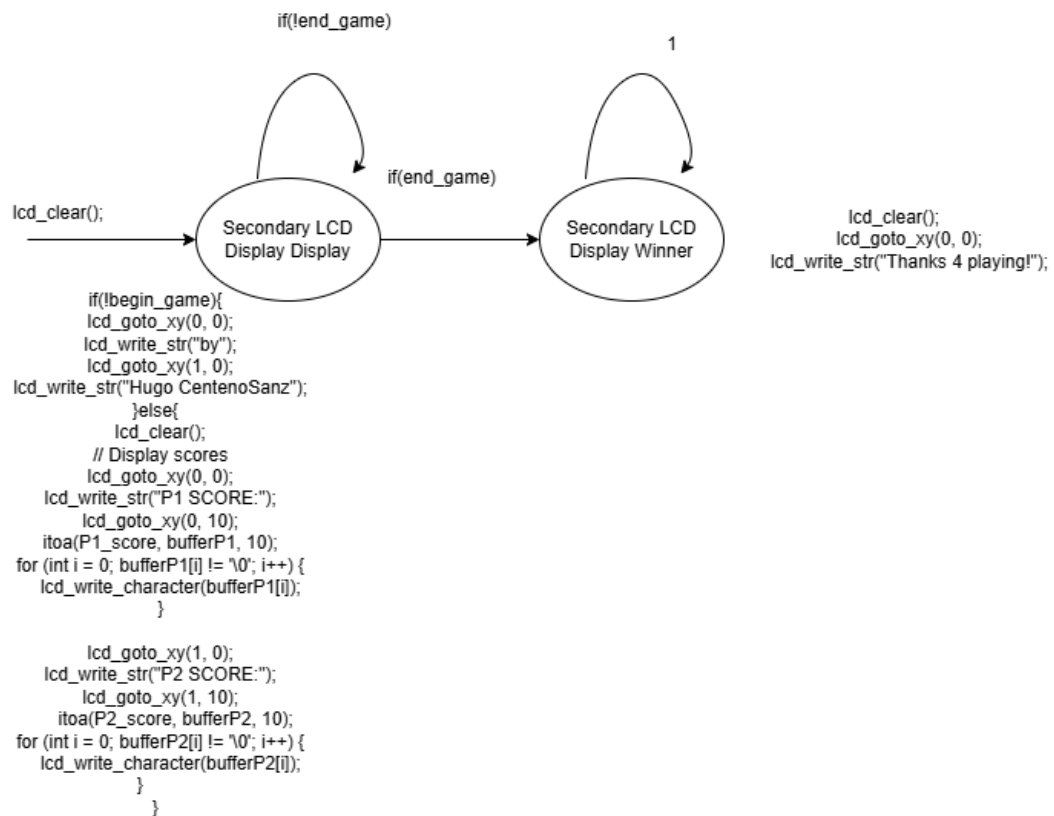 if(!end_game)
1
if(end_game)
lcd_clear();
Secondary LCD
Display Display
Secondary LCD
Display Winner
lcd_clear();
lcd_goto_xy(0, 0);
lcd_write_str("Thanks 4 playing!");
if(!begin_game){
lcd_goto_xy(0, 0);
lcd_write_str("by");
lcd_goto_xy(1, 0);
lcd_write_str("Hugo CentenoSanz");
}else{
lcd_clear();
// Display scores
lcd_goto_xy(0, 0);
lcd_write_str("P1 SCORE:");
lcd_goto_xy(0, 10);
itoa(P1_score, bufferP1, 10);
for (int i = 0; bufferP1[i] != '\0'; i++) {
lcd_write_character(bufferP1[i]);
}
lcd_goto_xy(1, 0);
lcd_write_str("P2 SCORE:");
lcd_goto_xy(1, 10);
itoa(P2_score, bufferP2, 10);
for (int i = 0; bufferP2[i] != '\0'; i++) {
lcd_write_character(bufferP2[i]);
}
}